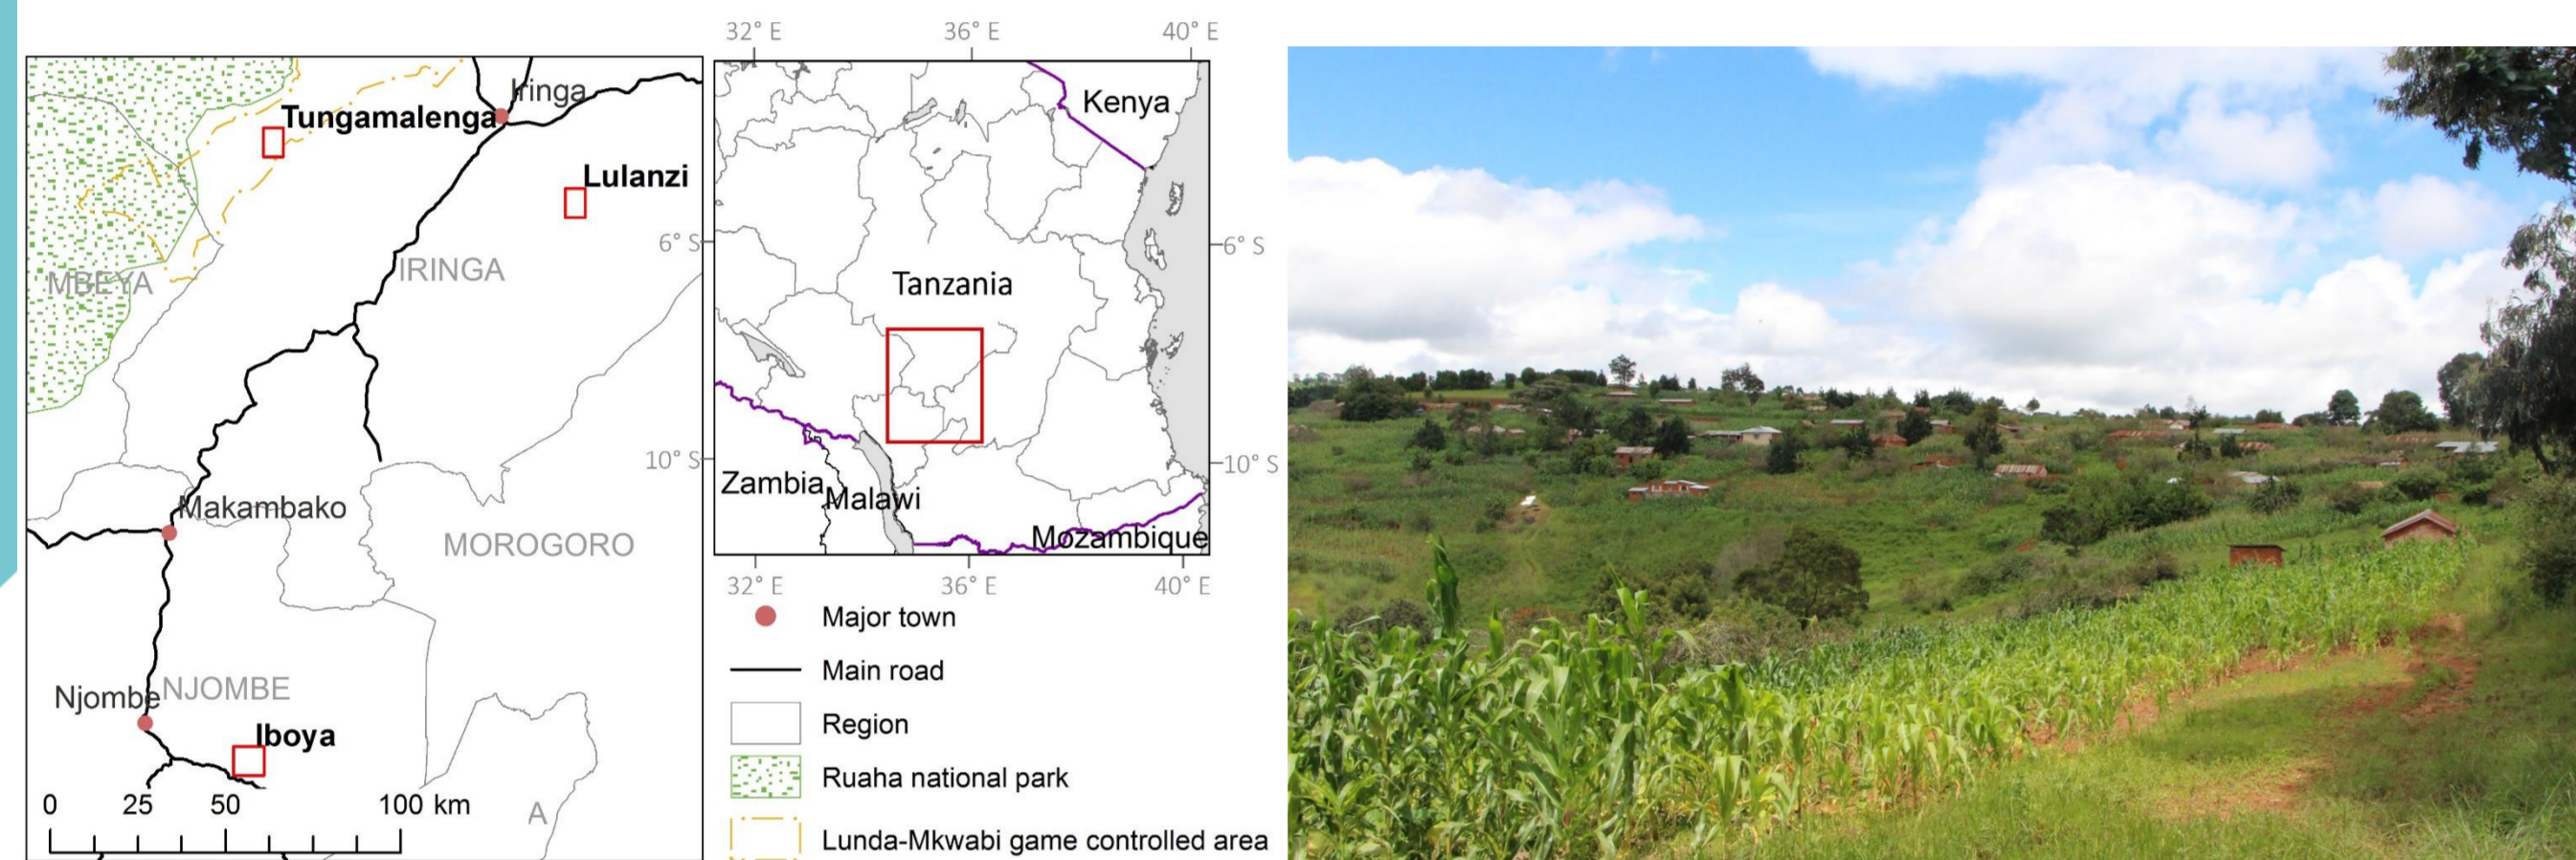 Iringa
Tungamalenga
Lulanzi
IRINGA
MBEYA
Makambako
MOROGORO
Njombe
NJOMBE
Iboya
0 25 50 100 km
A
32° E 36° E 40° E
Kenya
6° S 6° S
Tanzania
10° S 10° S
Zambia
Malawi
Mozambique
32° E 36° E 40° E
Major town
Main road
Region
Ruaha national park
Lunda-Mkwabi game controlled area